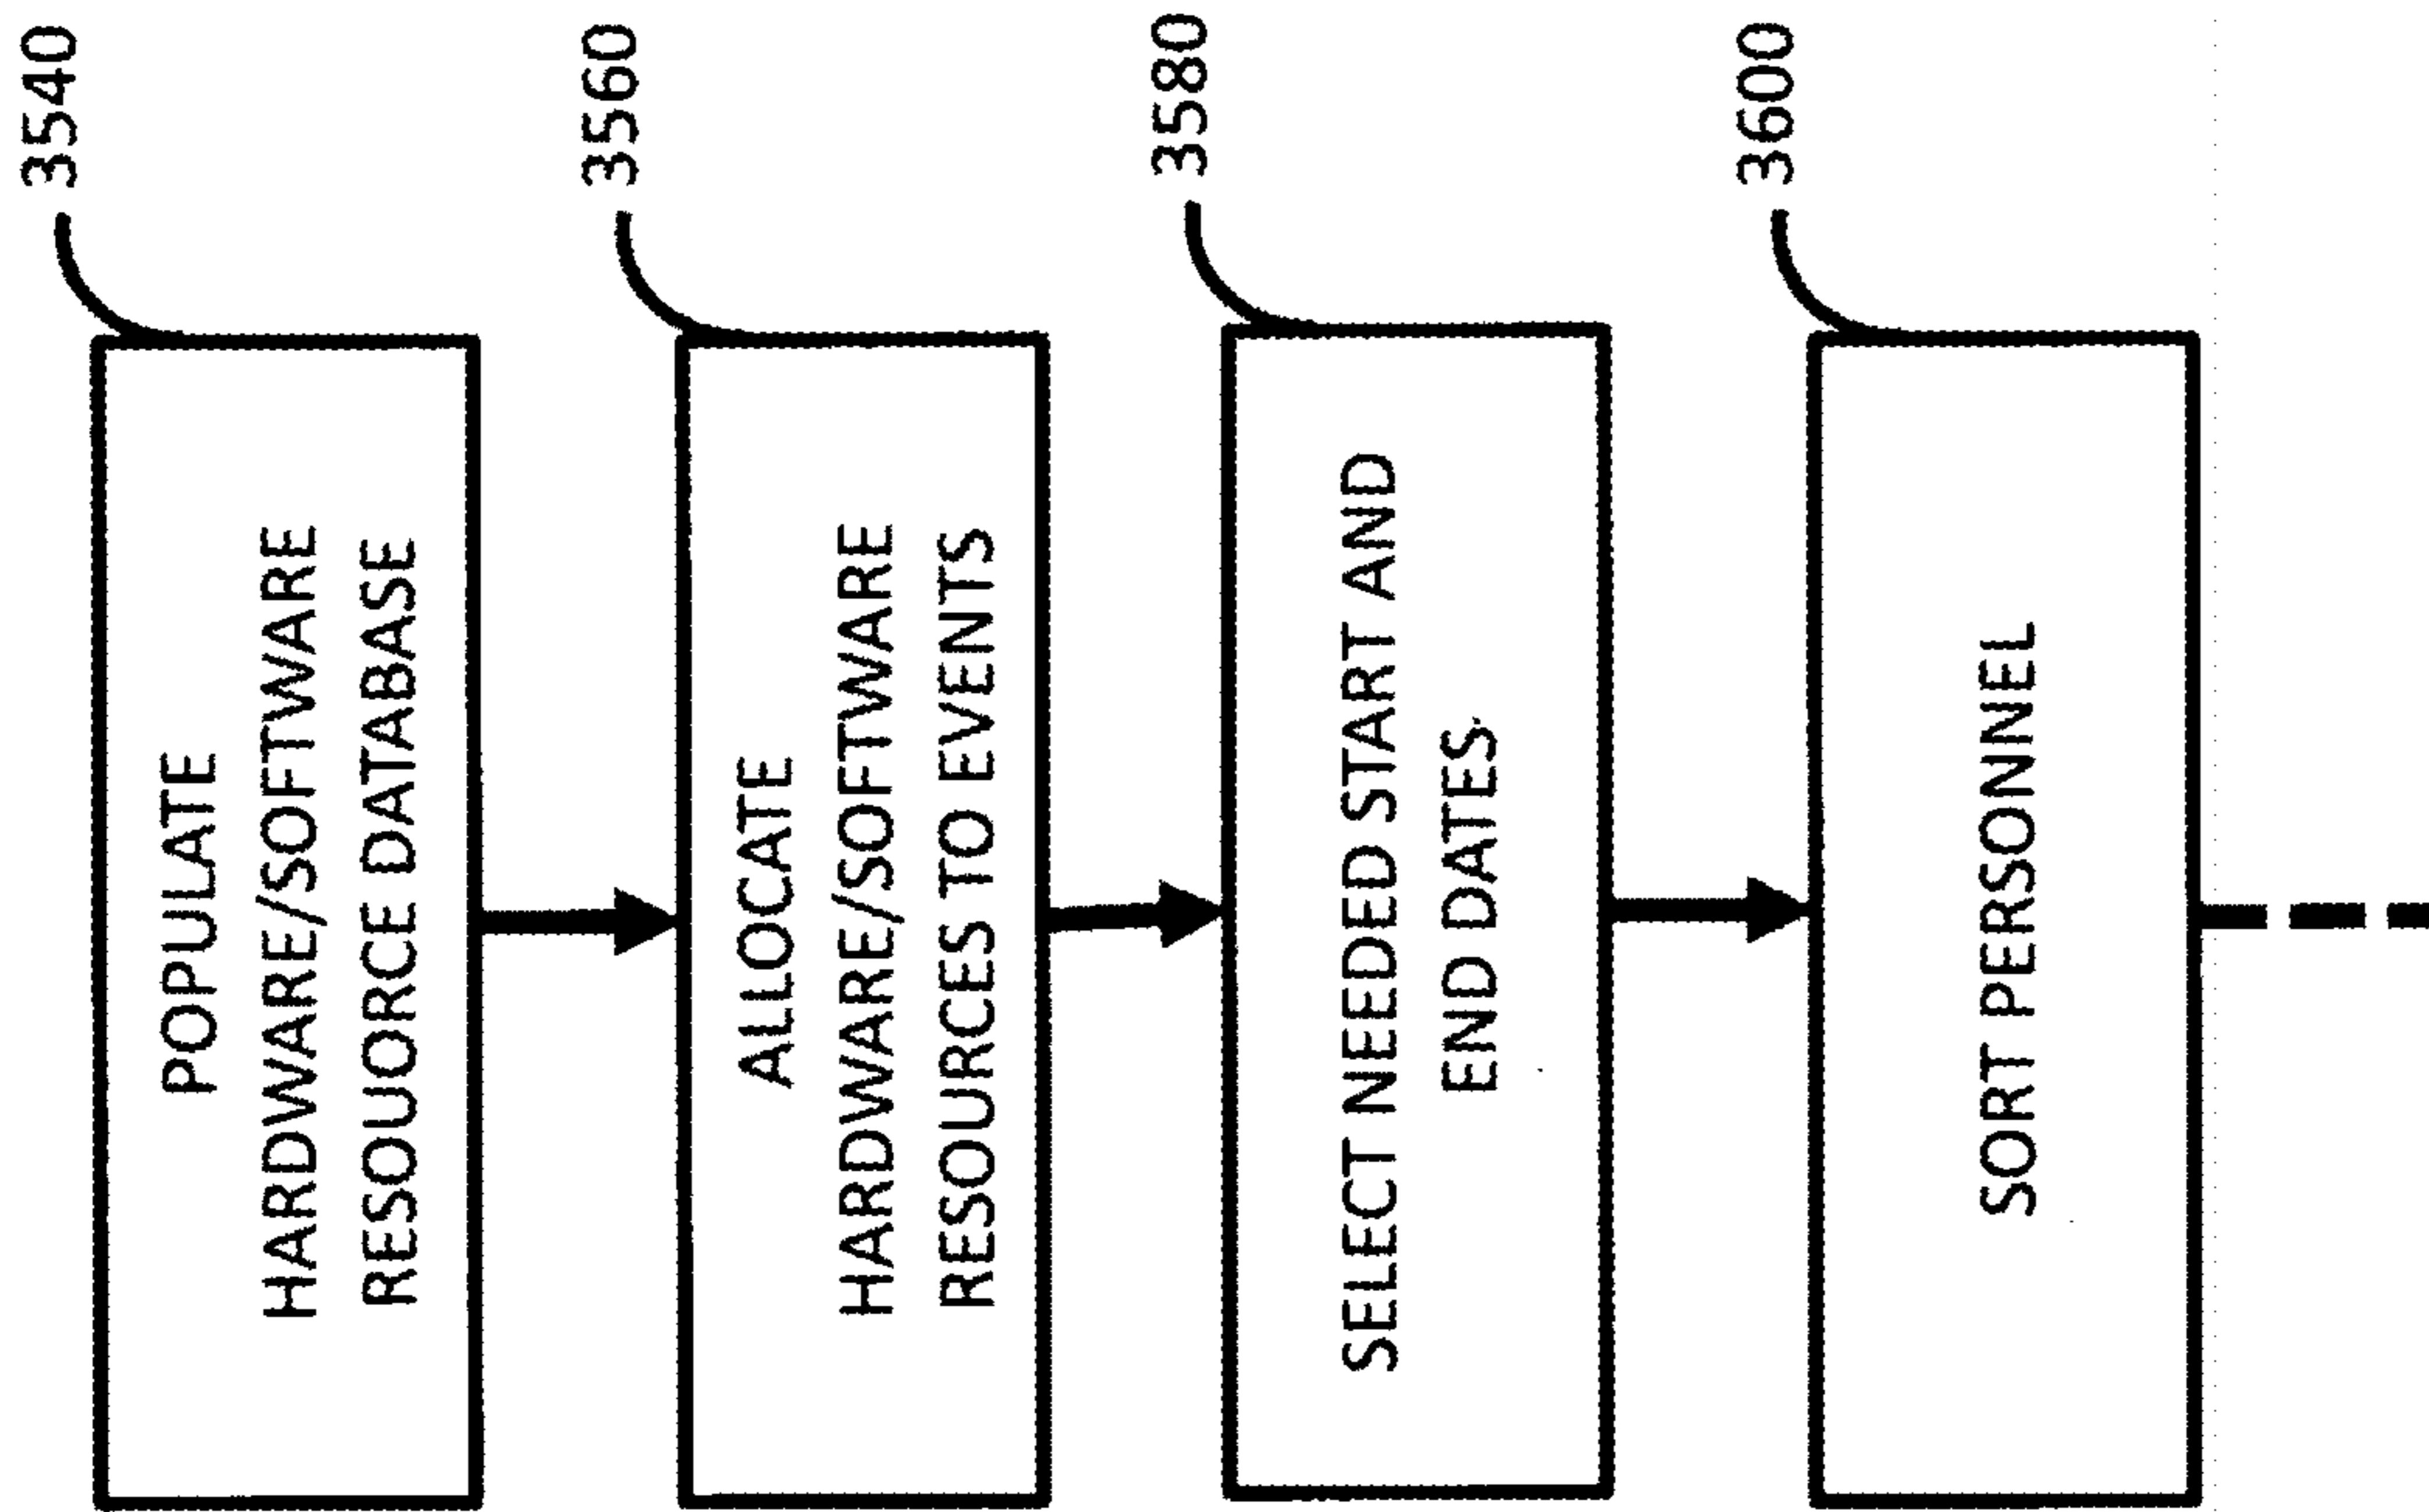 3540
POPULATE
HARDWARE/SOFTWARE
RESOUORCE DATABASE
3560
ALLOCATE
HARDWARE/SOFTWARE
RESOURCES TO EVENTS
3580
SELECT NEEDED START AND
END DATES
3600
SORT PERSONNEL